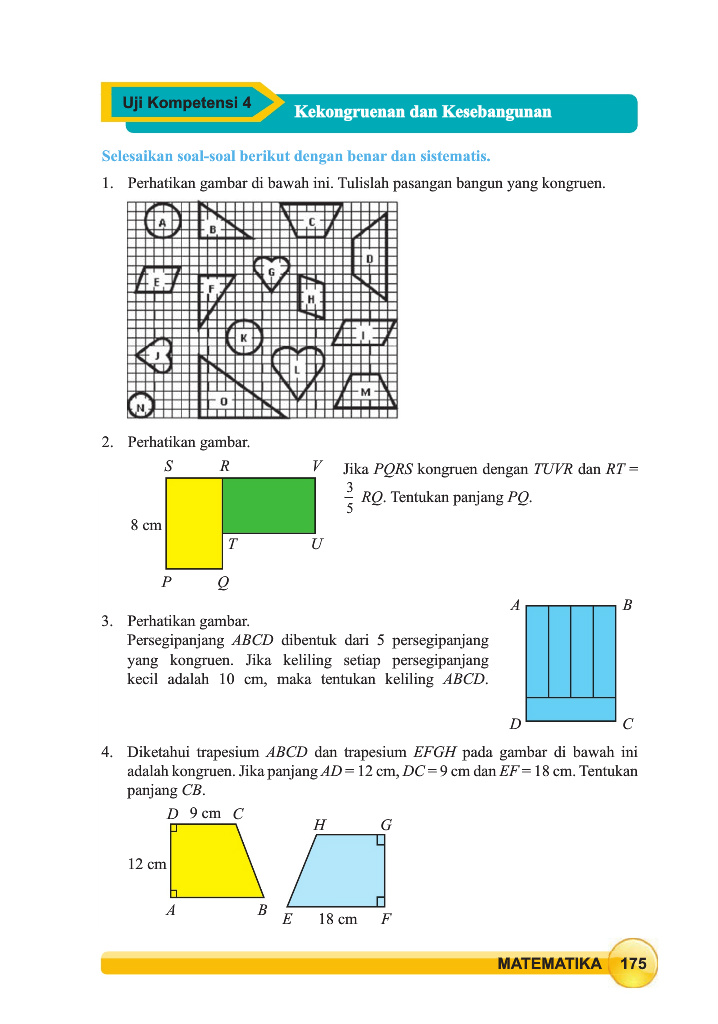 Uji Kompetensi 4
Kekongruenan dan Kesebangunan
Selesaikan soal-soal berikut dengan benar dan sistematis.
1. Perhatikan gambar di bawah ini. Tulislah pasangan bangun yang kongruen.
A
B
C
D
E
F
G
H
I
J
K
L
M
N
O
2. Perhatikan gambar.
S R V
8 cm
T U
P Q
Jika PQRS kongruen dengan TUVR dan RT =
3/5 RQ. Tentukan panjang PQ.
3. Perhatikan gambar.
Persegipanjang ABCD dibentuk dari 5 persegipanjang
yang kongruen. Jika keliling setiap persegipanjang
kecil adalah 10 cm, maka tentukan keliling ABCD.
A B
D C
4. Diketahui trapesium ABCD dan trapesium EFGH pada gambar di bawah ini
adalah kongruen. Jika panjang AD = 12 cm, DC = 9 cm dan EF = 18 cm. Tentukan
panjang CB.
D 9 cm C
12 cm
A B
H G
E 18 cm F
MATEMATIKA 175